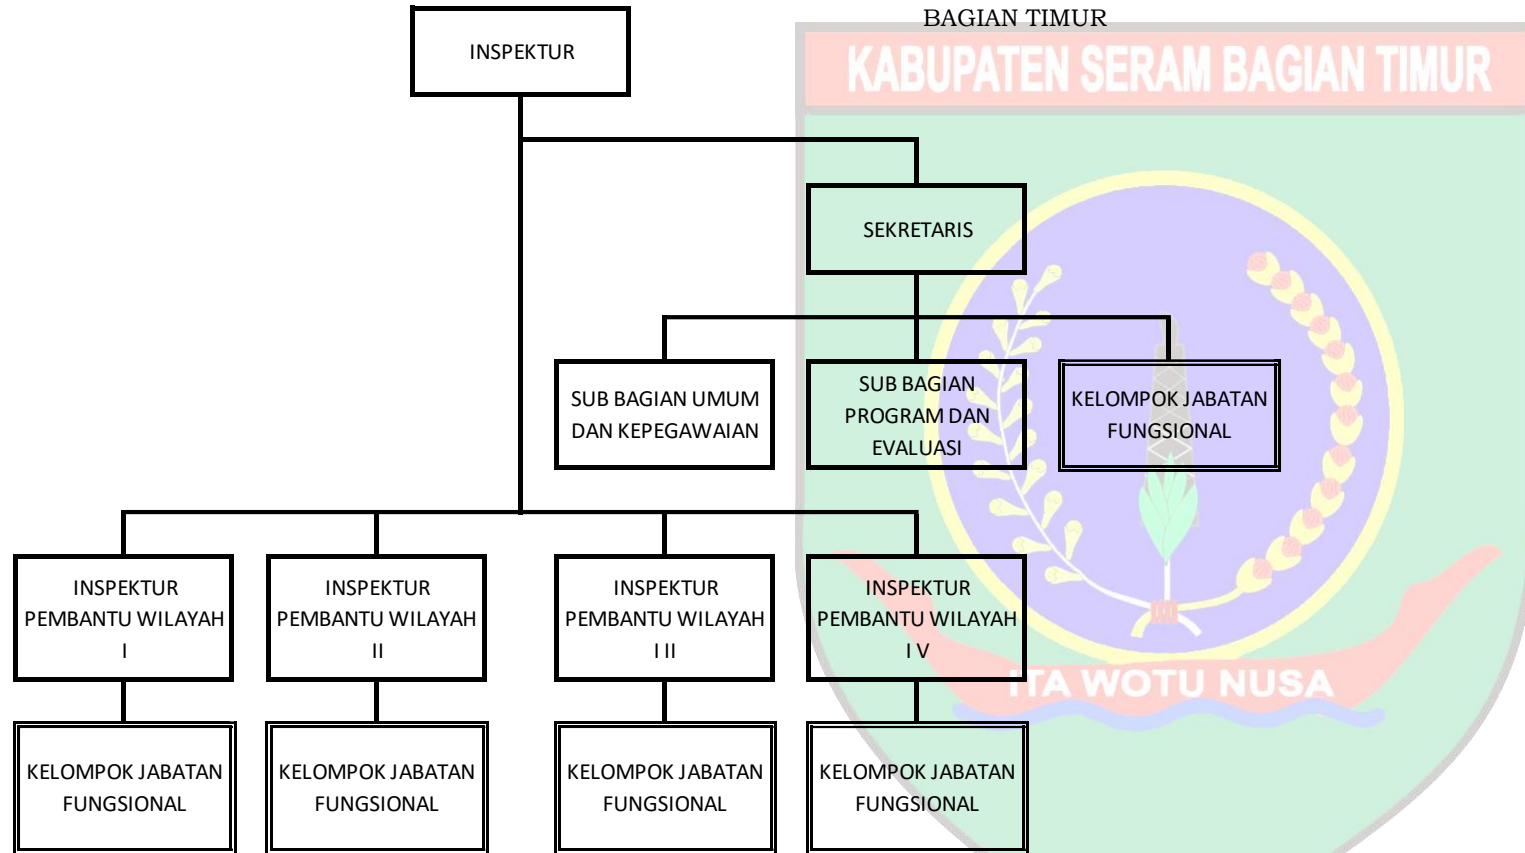 BAGIAN TIMUR
KABUPATEN SERAM BAGIAN TIMUR
INSPEKTUR
SEKRETARIS
SUB BAGIAN UMUM
DAN KEPEGAWAIAN
SUB BAGIAN
PROGRAM DAN
EVALUASI
KELOMPOK JABATAN
FUNGSIONAL
INSPEKTUR
PEMBANTU WILAYAH
I
INSPEKTUR
PEMBANTU WILAYAH
II
INSPEKTUR
PEMBANTU WILAYAH
I II
INSPEKTUR
PEMBANTU WILAYAH
I V
ITA WOTU NUSA
KELOMPOK JABATAN
FUNGSIONAL
KELOMPOK JABATAN
FUNGSIONAL
KELOMPOK JABATAN
FUNGSIONAL
KELOMPOK JABATAN
FUNGSIONAL